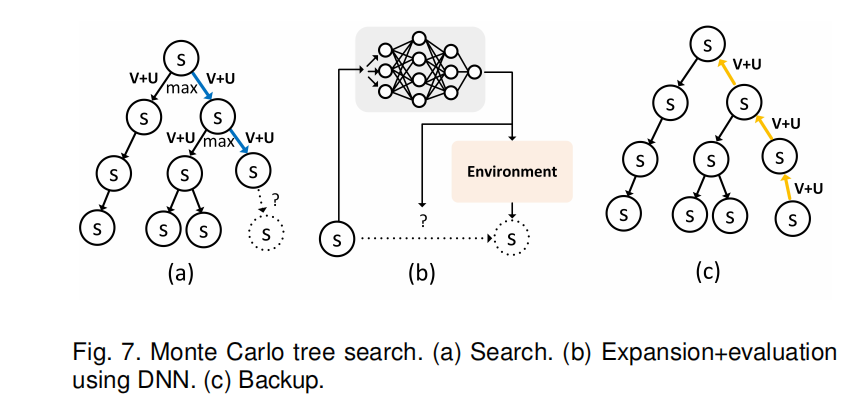 S
V+U
V+U
max
S
S
V+U
max
V+U
S
S
S
?
S
S
S
S
(a)
Environment
?
S
S
(b)
S
V+U
S
S
V+U
S
S
S
V+U
S
S
S
S
(c)
Fig. 7. Monte Carlo tree search. (a) Search. (b) Expansion+evaluation
using DNN. (c) Backup.